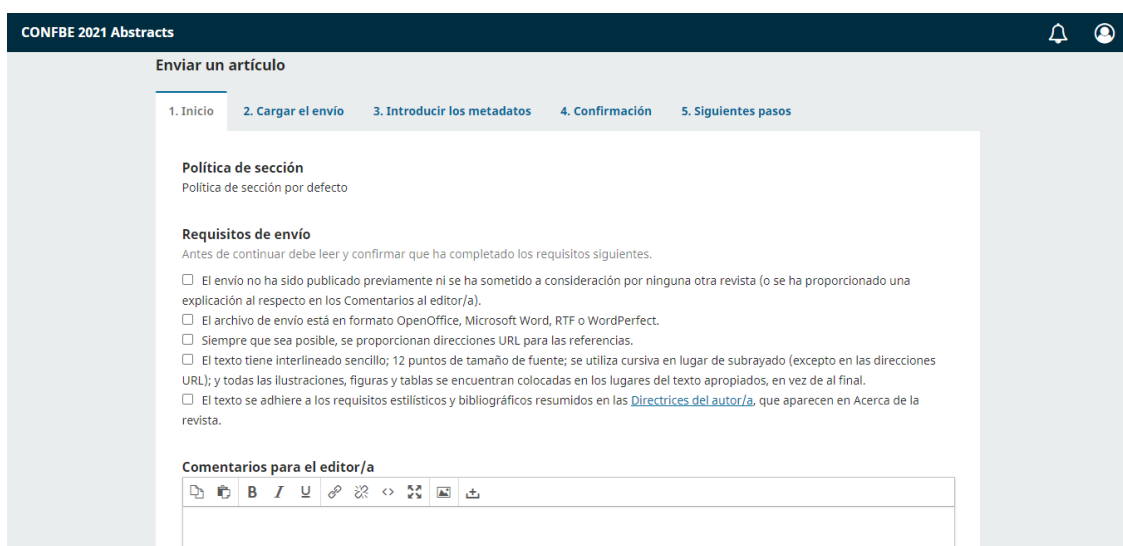 CONFBE 2021 Abstracts
Enviar un artículo
1. Inicio 2. Cargar el envío 3. Introducir los metadatos 4. Confirmación 5. Siguientes pasos
Política de sección
Política de sección por defecto
Requisitos de envío
Antes de continuar debe leer y confirmar que ha completado los requisitos siguientes.
El envío no ha sido publicado previamente ni se ha sometido a consideración por ninguna otra revista (o se ha proporcionado una
explicación al respecto en los Comentarios al editor/a).
El archivo de envío está en formato OpenOffice, Microsoft Word, RTF o WordPerfect.
Siempre que sea posible, se proporcionan direcciones URL para las referencias.
El texto tiene interlineado sencillo; 12 puntos de tamaño de fuente; se utiliza cursiva en lugar de subrayado (excepto en las direcciones
URL); y todas las ilustraciones, figuras y tablas se encuentran colocadas en los lugares del texto apropiados, en vez de al final.
El texto se adhiere a los requisitos estilísticos y bibliográficos resumidos en las Directrices del autor/a, que aparecen en Acerca de la
revista.
Comentarios para el editor/a
B I U